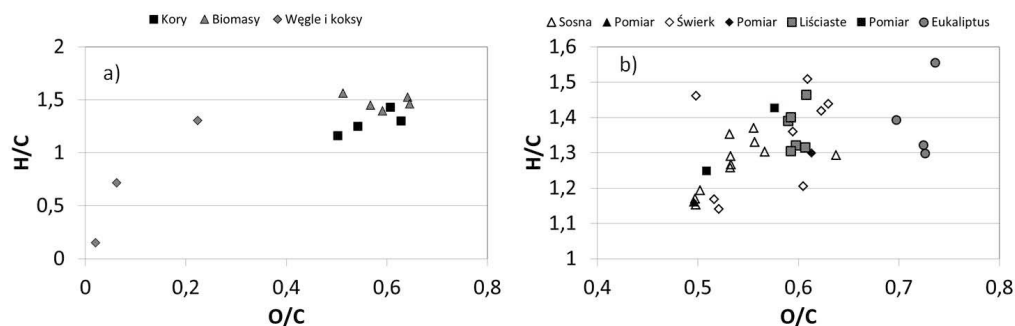 Kory Biomasy Węgle i koksy
a)
2
1,5
1
0,5
0
H/C
0 0,2 0,4 0,6 0,8
O/C
Sosna Pomiar Świerk Pomiar Liściaste Pomiar Eukaliptus
b)
1,6
1,5
1,4
1,3
1,2
1,1
1
H/C
0,4 0,5 0,6 0,7 0,8
O/C